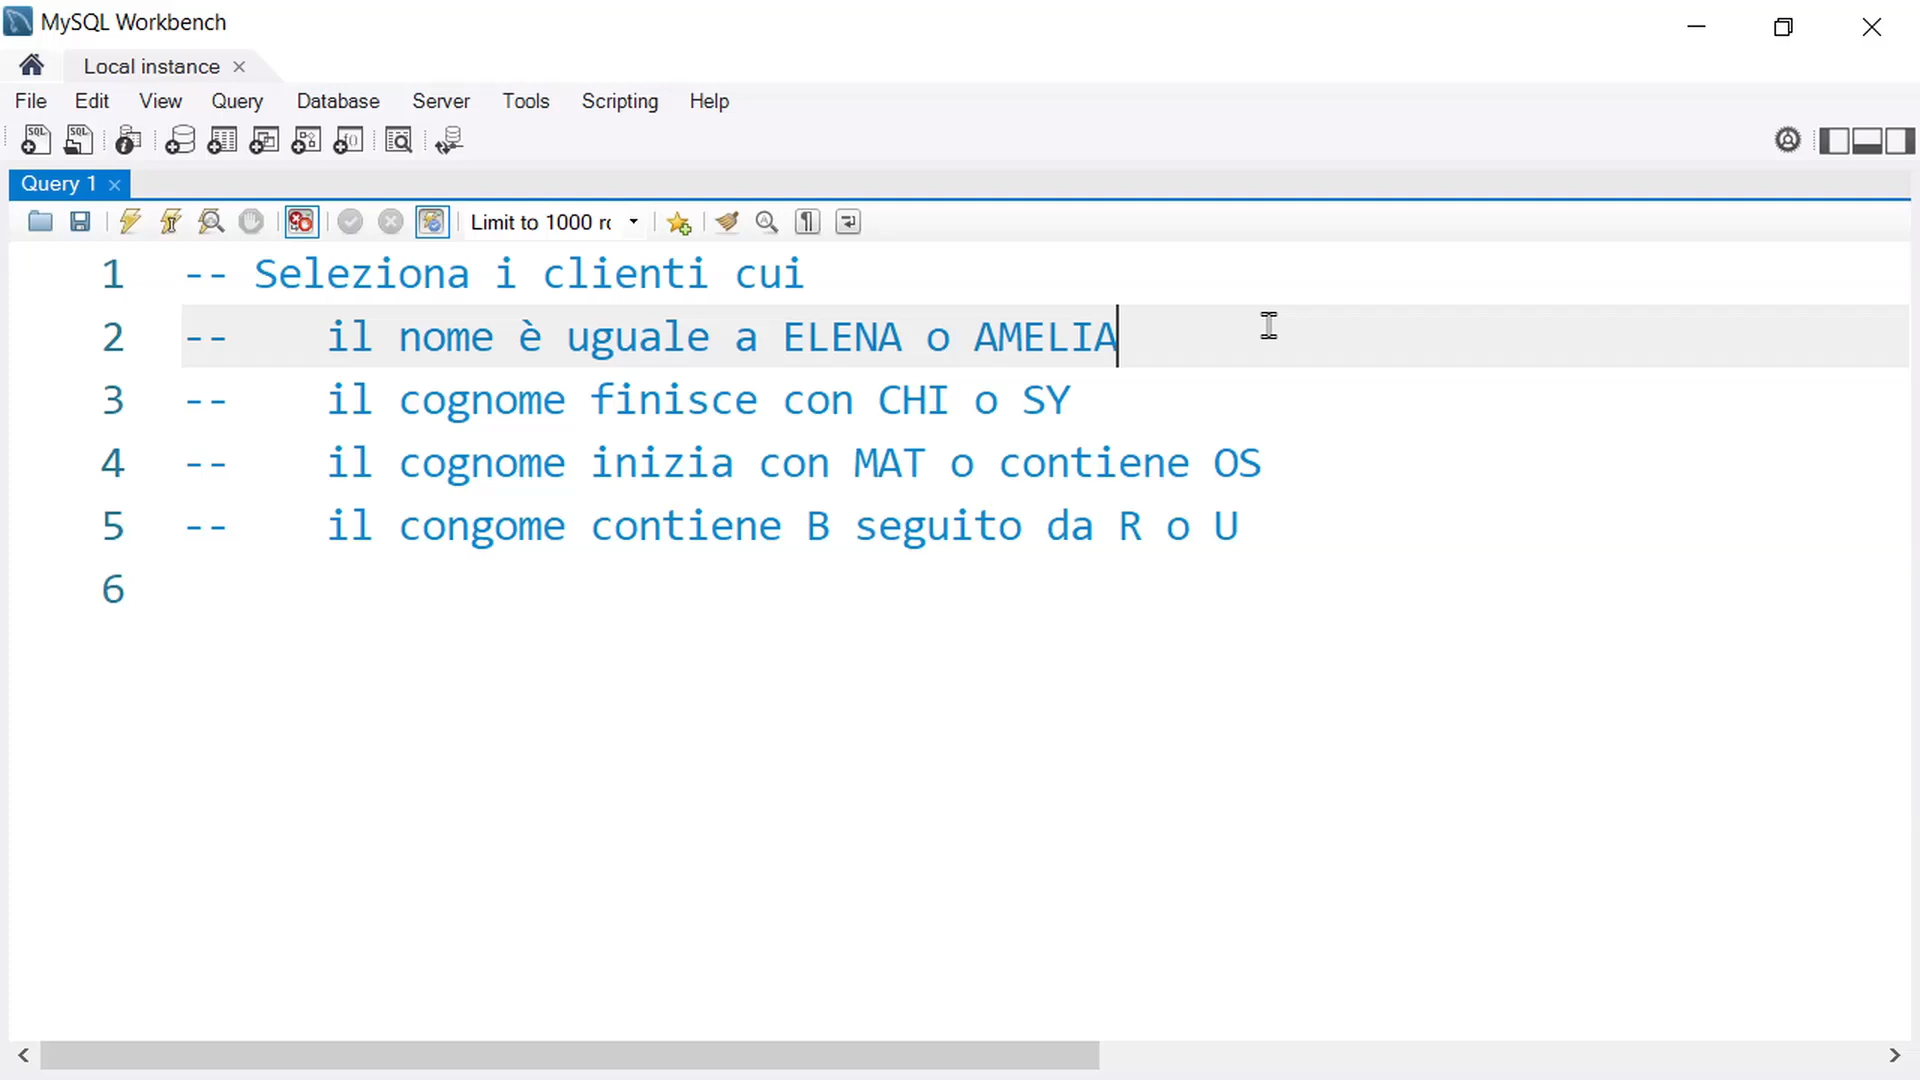 MySQL Workbench
Local instance
File Edit View Query Database Server Tools Scripting Help
Query 1
Limit to 1000 rc
1 -- Seleziona i clienti cui
2 -- il nome è uguale a ELENA o AMELIA
3 -- il cognome finisce con CHI o SY
4 -- il cognome inizia con MAT o contiene OS
5 -- il congome contiene B seguito da R o U
6